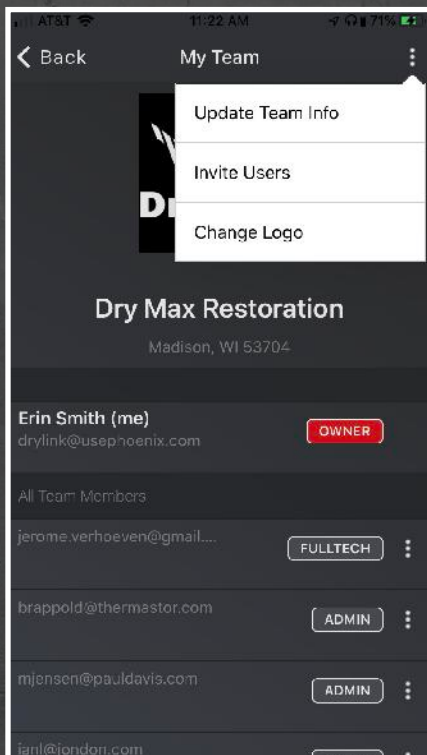 AT&T 11:22 AM 71%
Back My Team
Update Team Info
Invite Users
Change Logo
Dry Max Restoration
Madison, WI 53704
Erin Smith (me)
drylink@usephoenix.com
OWNER
All Team Members
jerome.verhoeven@gmail....
FULLTECH
brappold@thermastor.com
ADMIN
mjensen@pauldavis.com
ADMIN